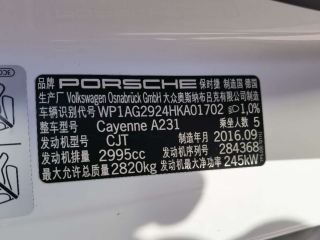 品牌 PORSCHE 保时捷 制造国 德国
生产厂 Volkswagen Osnabrück GmbH 大众奥斯纳布吕克有限公司
车辆识别代号 WP1AG2924HKA01702 1,0%
整车型号 Cayenne A231 乘坐人数 5
发动机型号 CJT 制造年月 2016.09
发动机排量 2995cc 发动机号 284368
最大允许总质量 2820kg 发动机最大净功率 245kW